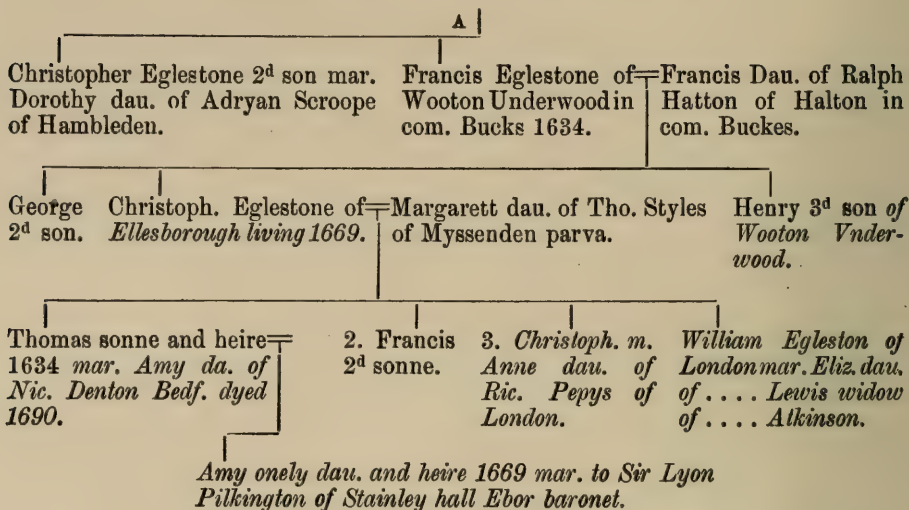 A
Christopher Eglestone 2d son mar.
Dorothy dau. of Adryan Scroope
of Hambleden.
Francis Eglestone of
Wooton Underwood in
com. Bucks 1634.
Francis Dau. of Ralph
Hatton of Halton in
com. Buckes.
George
2d son.
Christoph. Eglestone of
Ellesborough living 1669.
Margarett dau. of Tho. Styles
of Myssenden parva.
Henry 3d son of
Wooton Vnder-
wood.
Thomas sonne and heire
1634 mar. Amy da. of
Nic. Denton Bedf. dyed
1690.
2. Francis
2d sonne.
3. Christoph. m.
Anne dau. of
Ric. Pepys of
London.
William Egleston of
London mar. Eliz. dau.
of .... Lewis widow
of .... Atkinson.
Amy onely dau. and heire 1669 mar. to Sir Lyon
Pilkington of Stainley hall Ebor baronet.